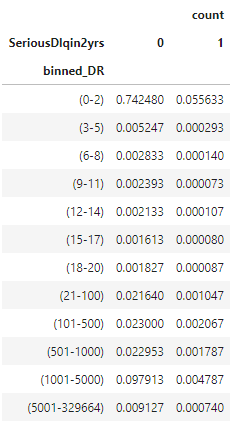 count
SeriousDlqin2yrs 0 1
binned_DR
(0-2) 0.742480 0.055633
(3-5) 0.005247 0.000293
(6-8) 0.002833 0.000140
(9-11) 0.002393 0.000073
(12-14) 0.002133 0.000107
(15-17) 0.001613 0.000080
(18-20) 0.001827 0.000087
(21-100) 0.021640 0.001047
(101-500) 0.023000 0.002067
(501-1000) 0.022953 0.001787
(1001-5000) 0.097913 0.004787
(5001-329664) 0.009127 0.000740